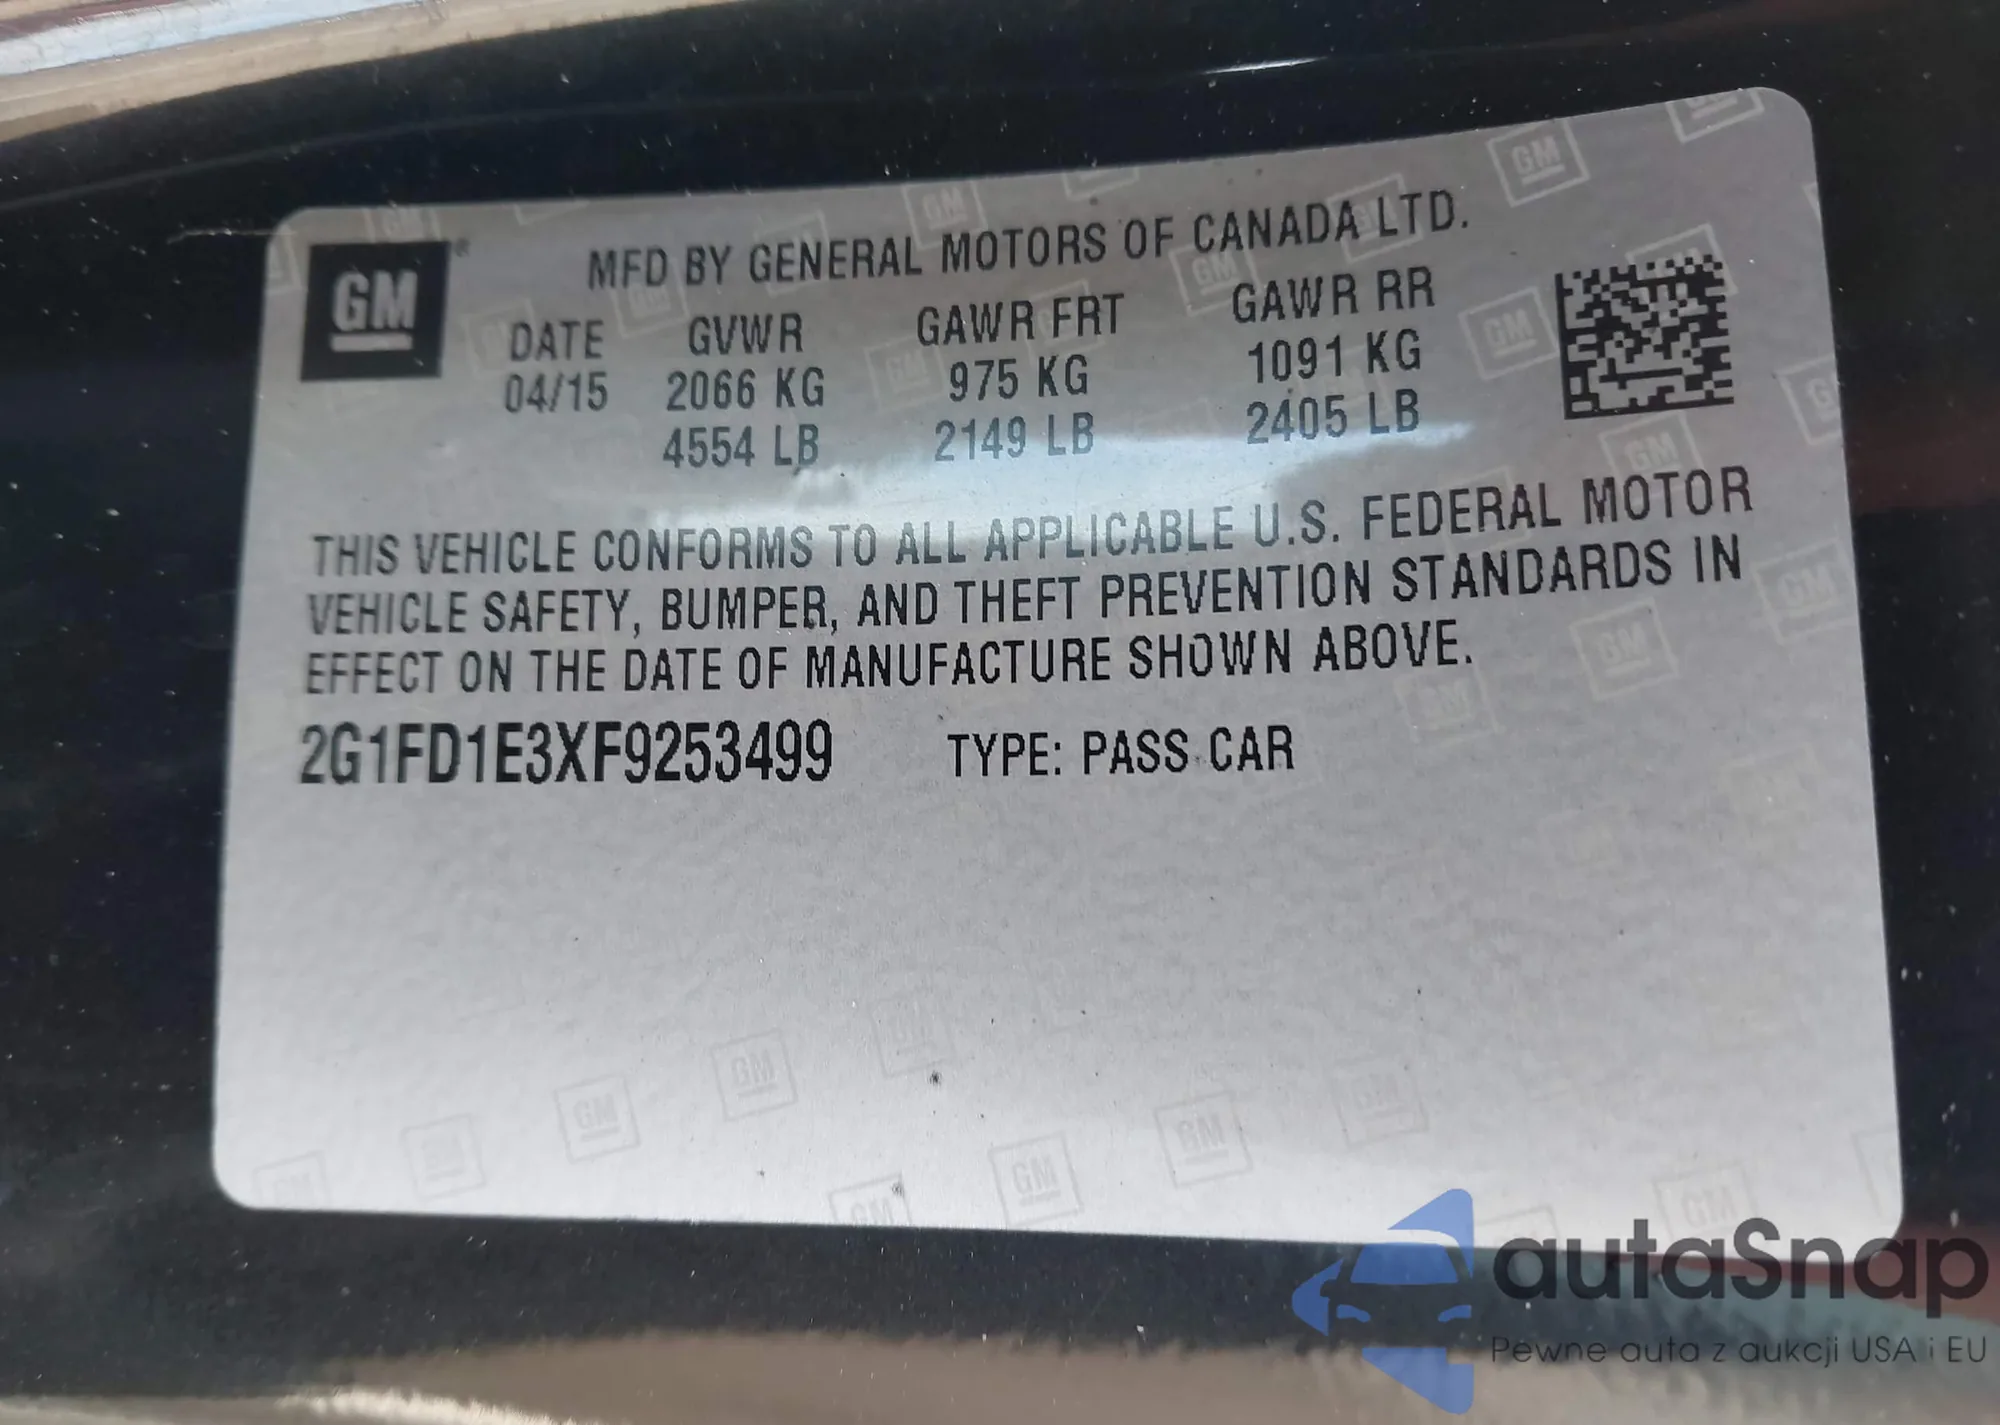 GM
MFD BY GENERAL MOTORS OF CANADA LTD.
DATE GVWR GAWR FRT GAWR RR
04/15 2066 KG 975 KG 1091 KG
4554 LB 2149 LB 2405 LB
THIS VEHICLE CONFORMS TO ALL APPLICABLE U.S. FEDERAL MOTOR
VEHICLE SAFETY, BUMPER, AND THEFT PREVENTION STANDARDS IN
EFFECT ON THE DATE OF MANUFACTURE SHOWN ABOVE.
2G1FD1E3XF9253499 TYPE: PASS CAR
autaSnap
Pewne auta z aukcji USA i EU